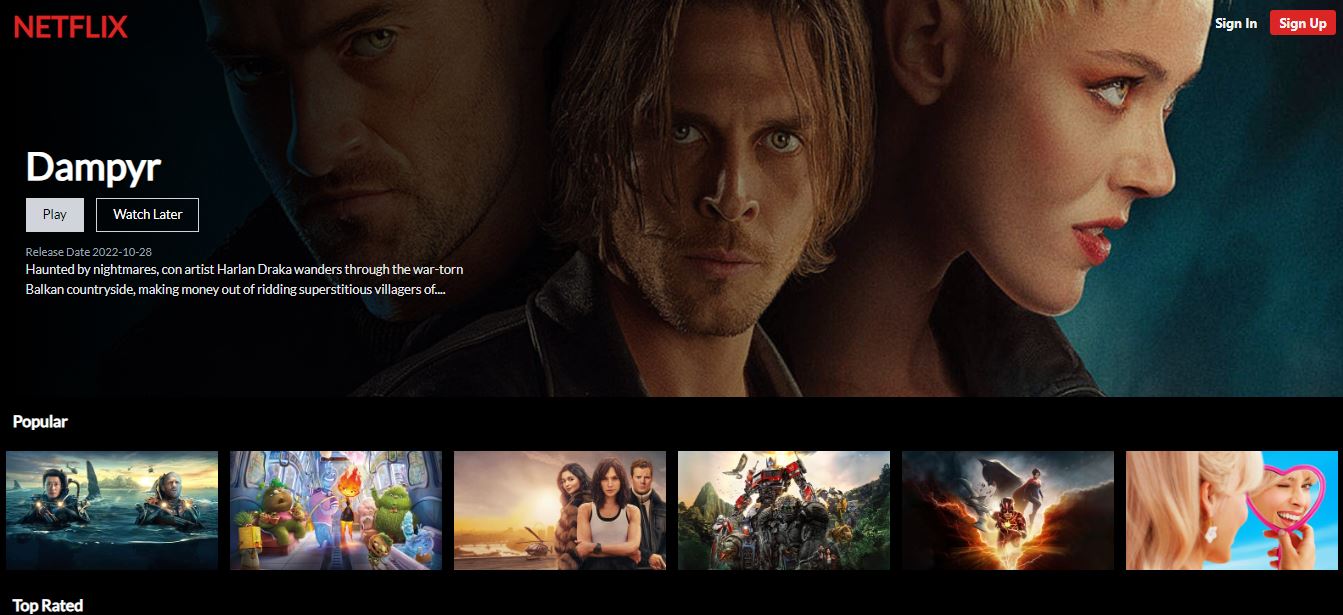 NETFLIX
Sign In
Sign Up
Dampyr
Play
Watch Later
Release Date 2022-10-28
Haunted by nightmares, con artist Harlan Draka wanders through the war-torn
Balkan countryside, making money out of ridding superstitious villagers of....
Popular
Top Rated